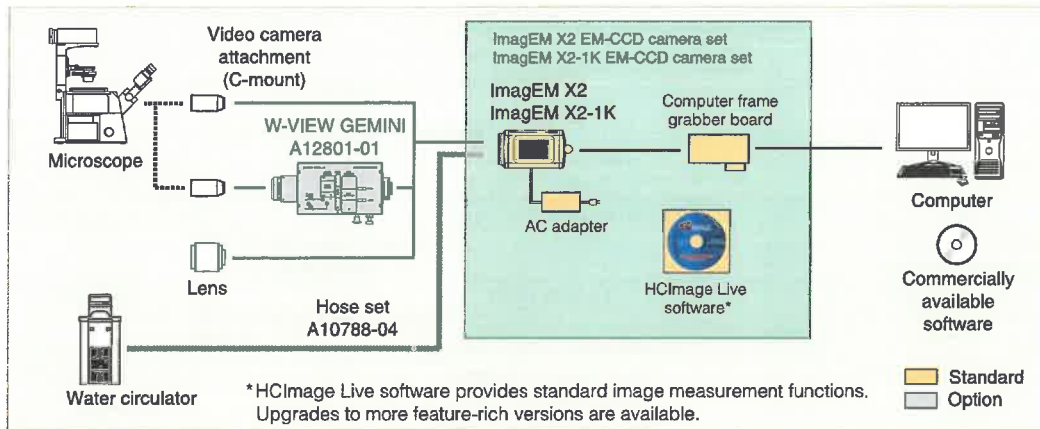 Video camera
attachment
(C-mount)
Microscope
W-VIEW GEMINI
A12801-01
Lens
Hose set
A10788-04
Water circulator
ImagEM X2 EM-CCD camera set
ImagEM X2-1K EM-CCD camera set
ImagEM X2
ImagEM X2-1K
Computer frame
grabber board
AC adapter
HCImage Live
software*
Computer
Commercially
available
software
*HCImage Live software provides standard image measurement functions.
Upgrades to more feature-rich versions are available.
Standard
Option